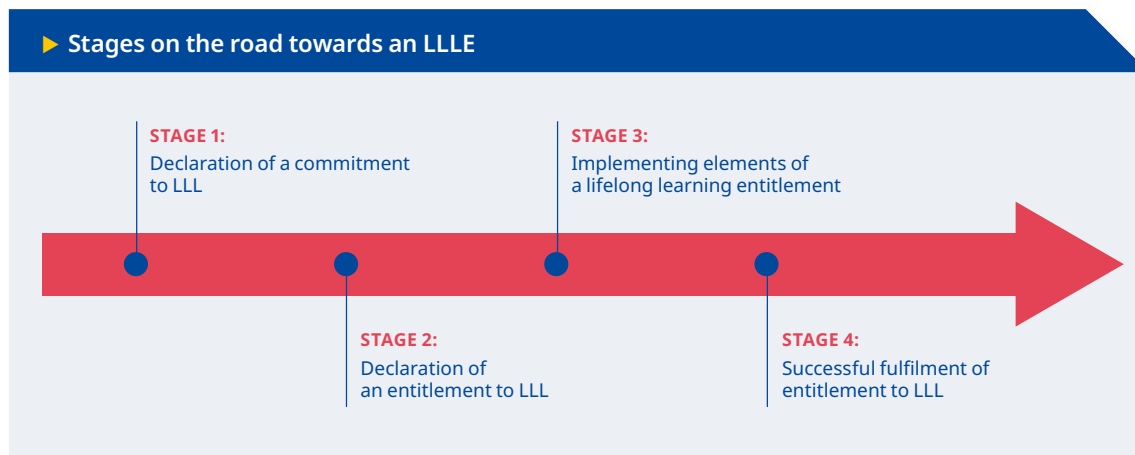 Stages on the road towards an LLLE
STAGE 1:
Declaration of a commitment
to LLL
STAGE 2:
Declaration of
an entitlement to LLL
STAGE 3:
Implementing elements of
a lifelong learning entitlement
STAGE 4:
Successful fulfilment of
entitlement to LLL